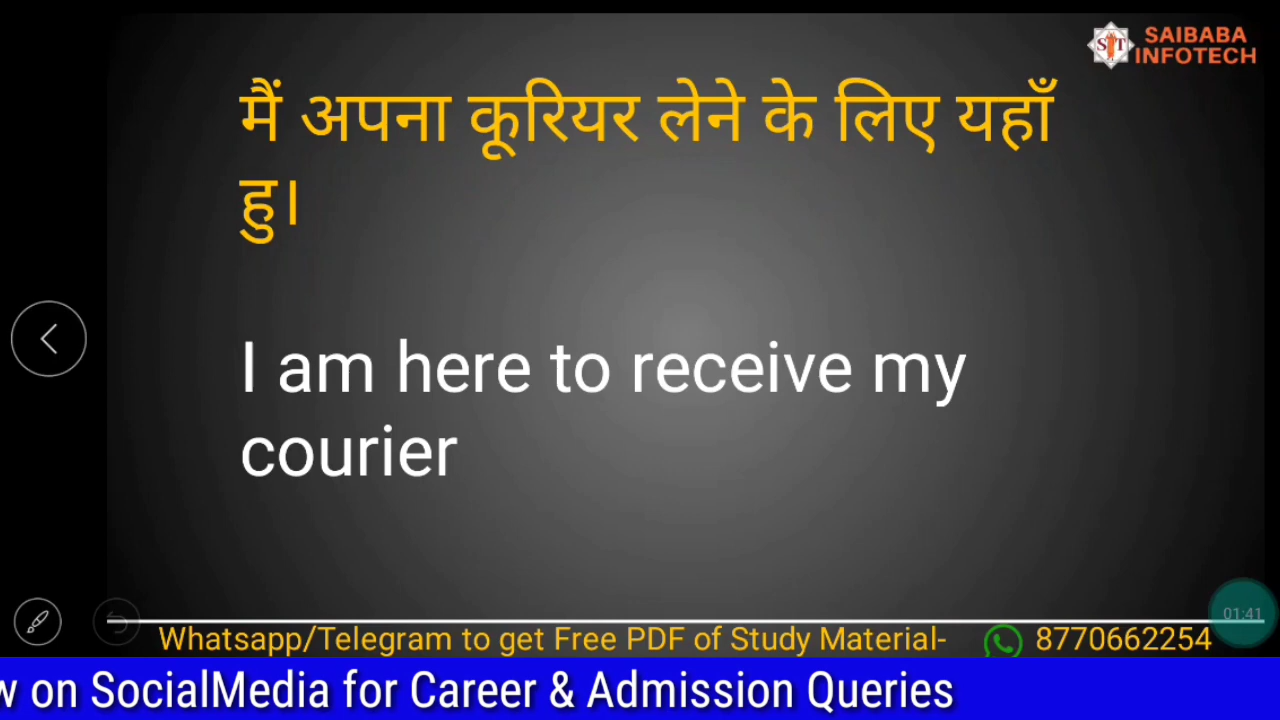 SAIBABA
INFOTECH
SIT
मैं अपना कूरियर लेने के लिए यहाँ
हु।
I am here to receive my
courier
01:41
Whatsapp/Telegram to get Free PDF of Study Material- 8770662254
w on SocialMedia for Career & Admission Queries